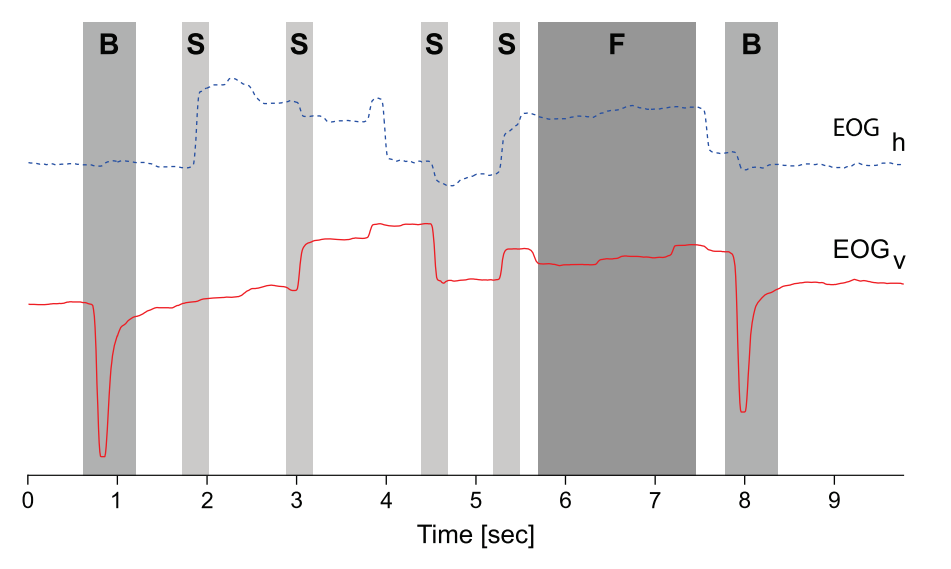 B S S S S F B
EOG h
EOG v
0 1 2 3 4 5 6 7 8 9
Time [sec]